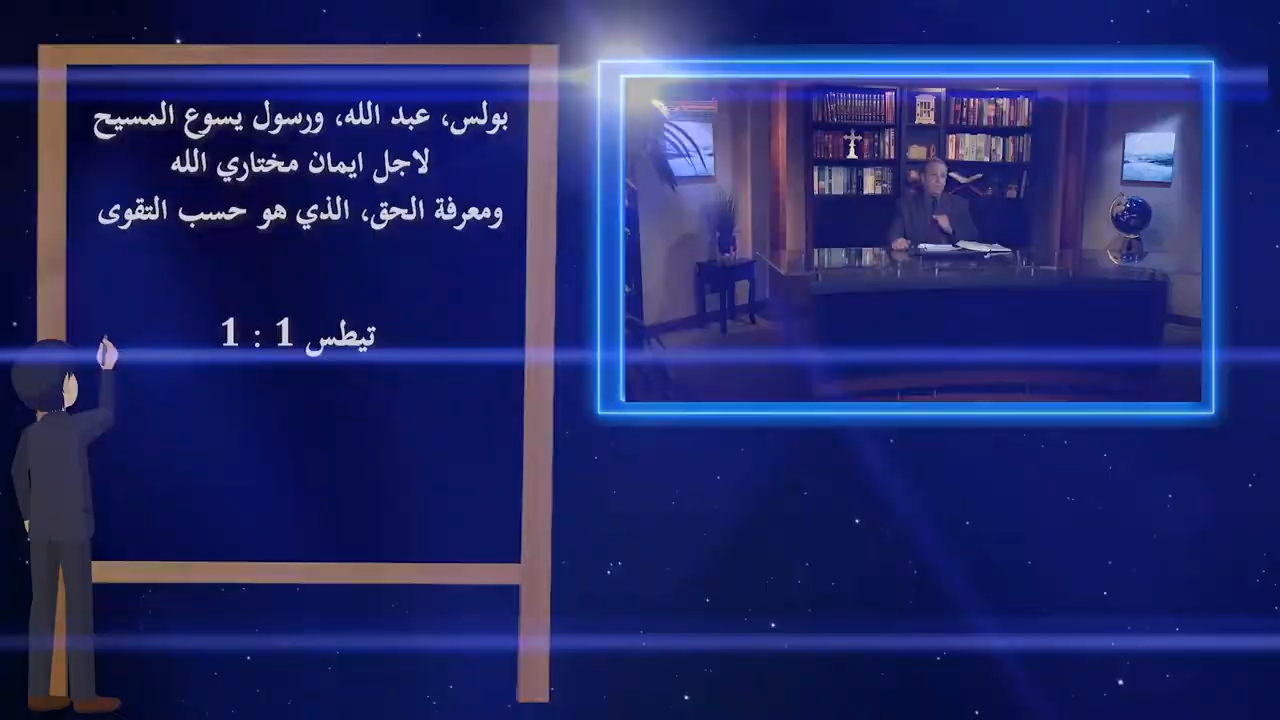 بولس، عبد الله، ورسول يسوع المسيح
لاجل ايمان مختاري الله
ومعرفة الحق، الذي هو حسب التقوى
تيطس 1 : 1